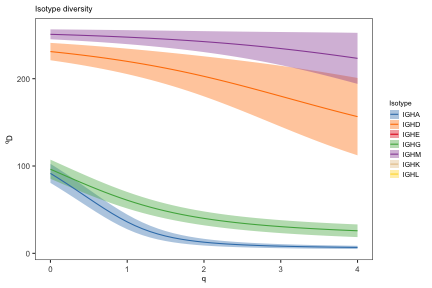 Isotype diversity
200
100
0
qD
0 1 2 3 4
q
Isotype
IGHA
IGHD
IGHE
IGHG
IGHM
IGHK
IGHL